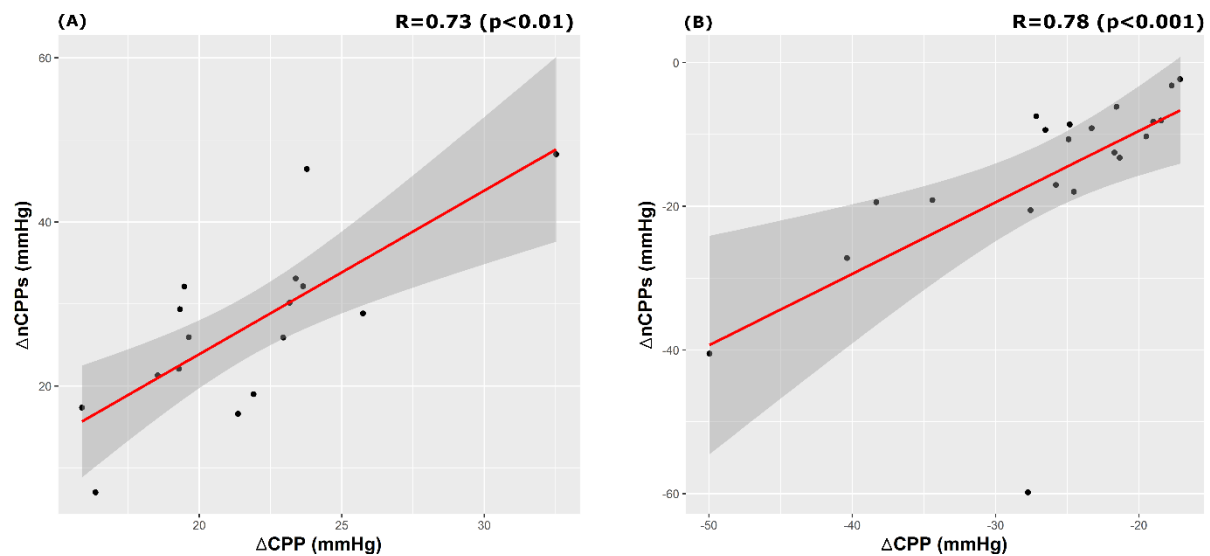 (A)
R=0.73 (p<0.01)
60
40
20
ΔnCPPs (mmHg)
20
25
30
ΔCPP (mmHg)
(B)
R=0.78 (p<0.001)
0
-20
-40
-60
ΔnCPPs (mmHg)
-50
-40
-30
-20
ΔCPP (mmHg)